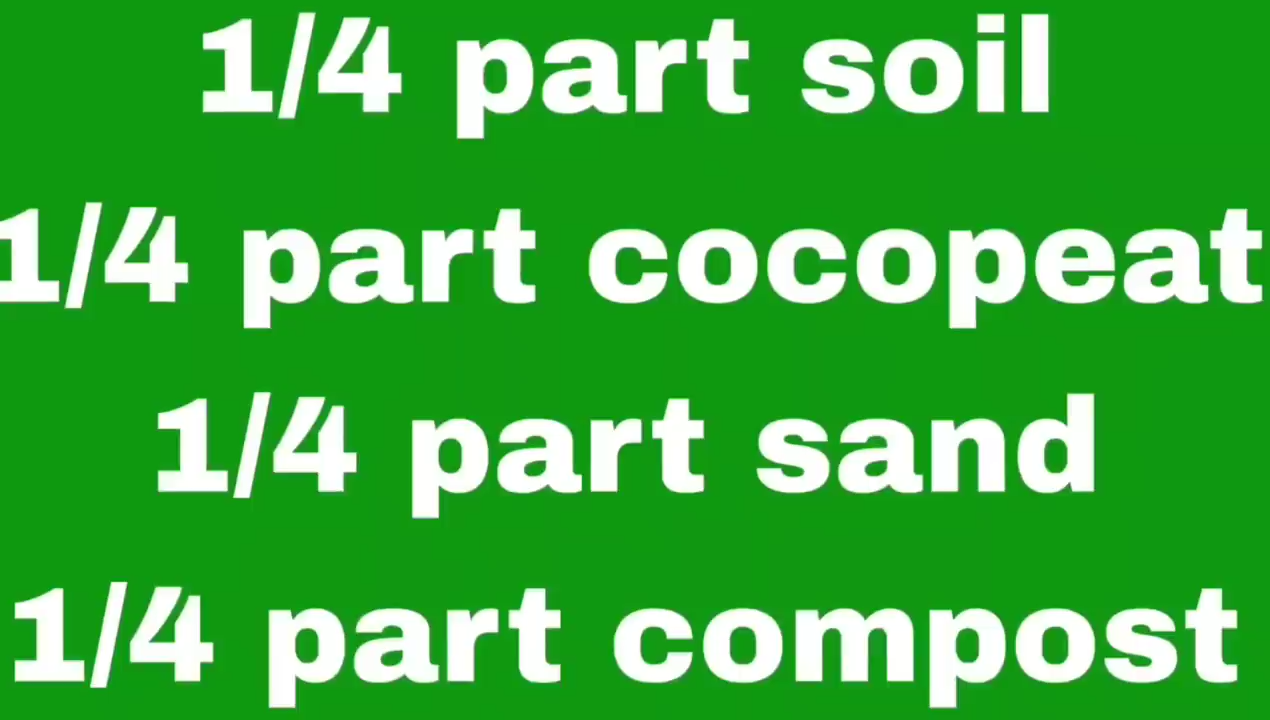 1/4 part soil
1/4 part cocopeat
1/4 part sand
1/4 part compost